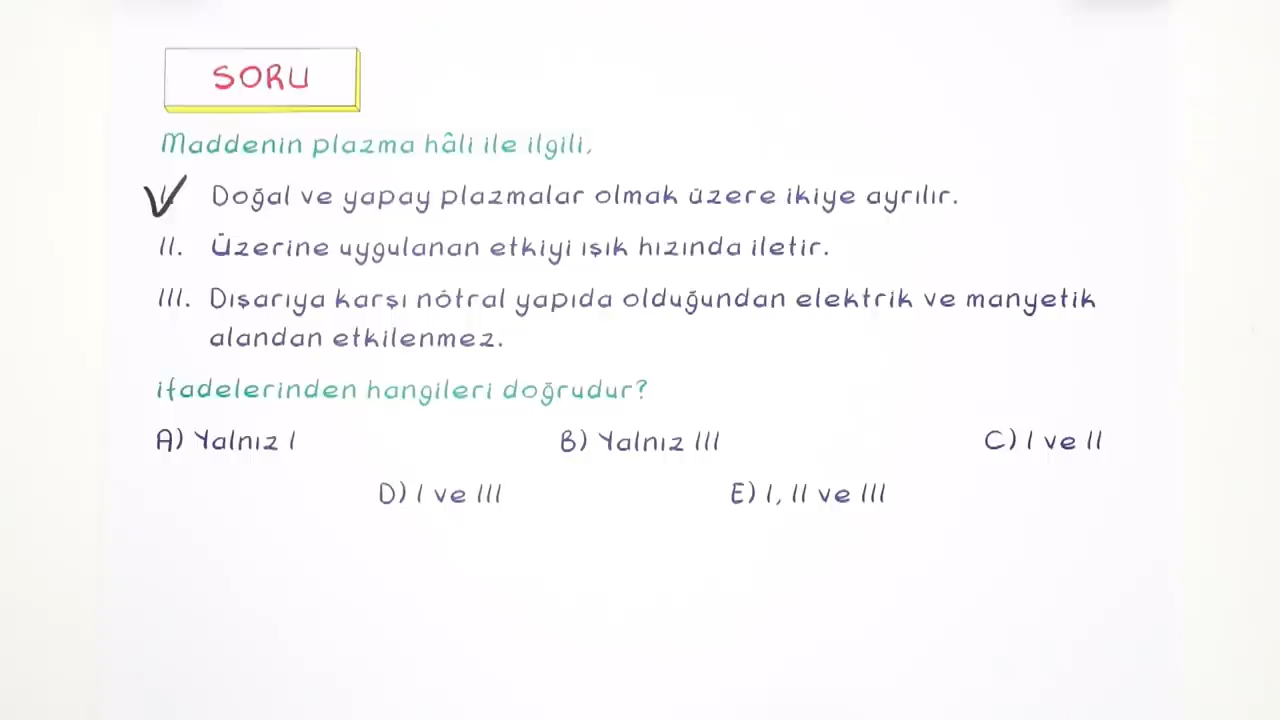 SORU
Maddenin plazma hâli ile ilgili,
Doğal ve yapay plazmalar olmak üzere ikiye ayrılır.
II. Üzerine uygulanan etkiyi ışık hızında iletir.
III. Dışarıya karşı nötral yapıda olduğundan elektrik ve manyetik
alandan etkilenmez.
ifadelerinden hangileri doğrudur?
A) Yalnız I B) Yalnız III C) I ve II
D) I ve III E) I, II ve III